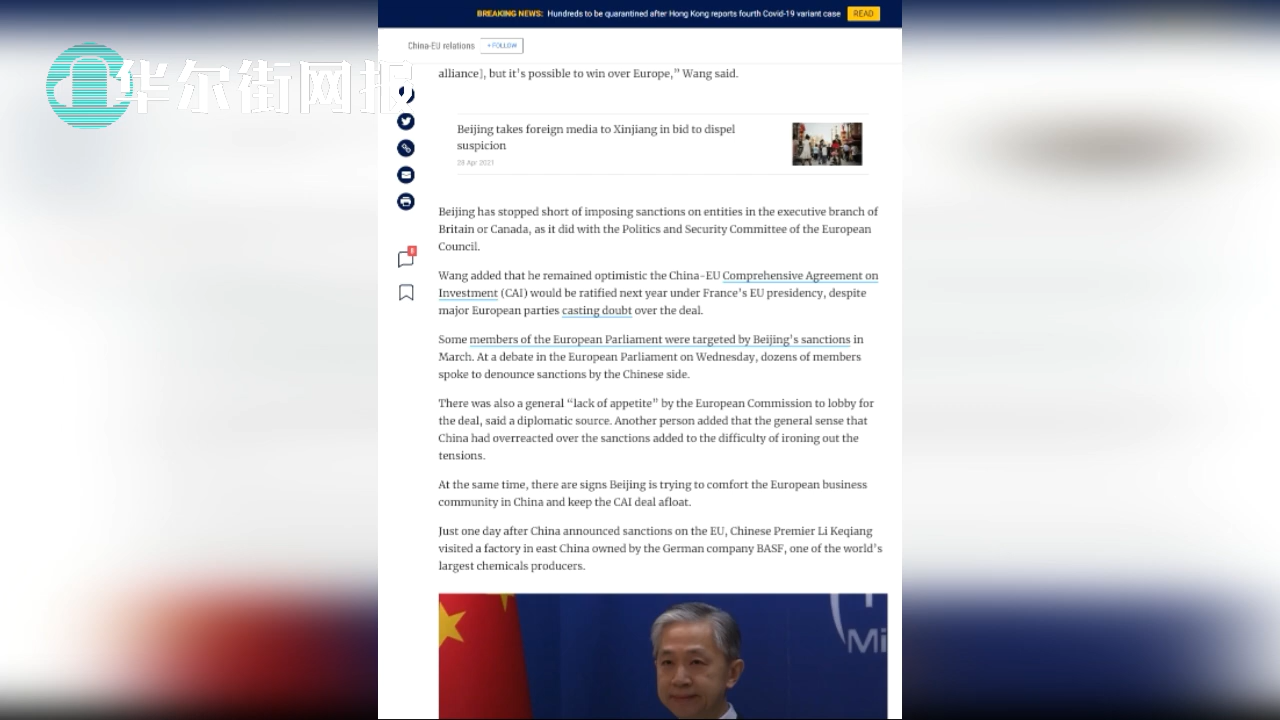 BREAKING NEWS: Hundreds to be quarantined after Hong Kong reports fourth Covid-19 variant case READ
China-EU relations + FOLLOW
华尔街网报
alliance], but it's possible to win over Europe,” Wang said.
Beijing takes foreign media to Xinjiang in bid to dispel
suspicion
28 Apr 2021
Beijing has stopped short of imposing sanctions on entities in the executive branch of
Britain or Canada, as it did with the Politics and Security Committee of the European
Council.
8
Wang added that he remained optimistic the China-EU Comprehensive Agreement on
Investment (CAI) would be ratified next year under France's EU presidency, despite
major European parties casting doubt over the deal.
Some members of the European Parliament were targeted by Beijing's sanctions in
March. At a debate in the European Parliament on Wednesday, dozens of members
spoke to denounce sanctions by the Chinese side.
There was also a general “lack of appetite” by the European Commission to lobby for
the deal, said a diplomatic source. Another person added that the general sense that
China had overreacted over the sanctions added to the difficulty of ironing out the
tensions.
At the same time, there are signs Beijing is trying to comfort the European business
community in China and keep the CAI deal afloat.
Just one day after China announced sanctions on the EU, Chinese Premier Li Keqiang
visited a factory in east China owned by the German company BASF, one of the world's
largest chemicals producers.
Mi